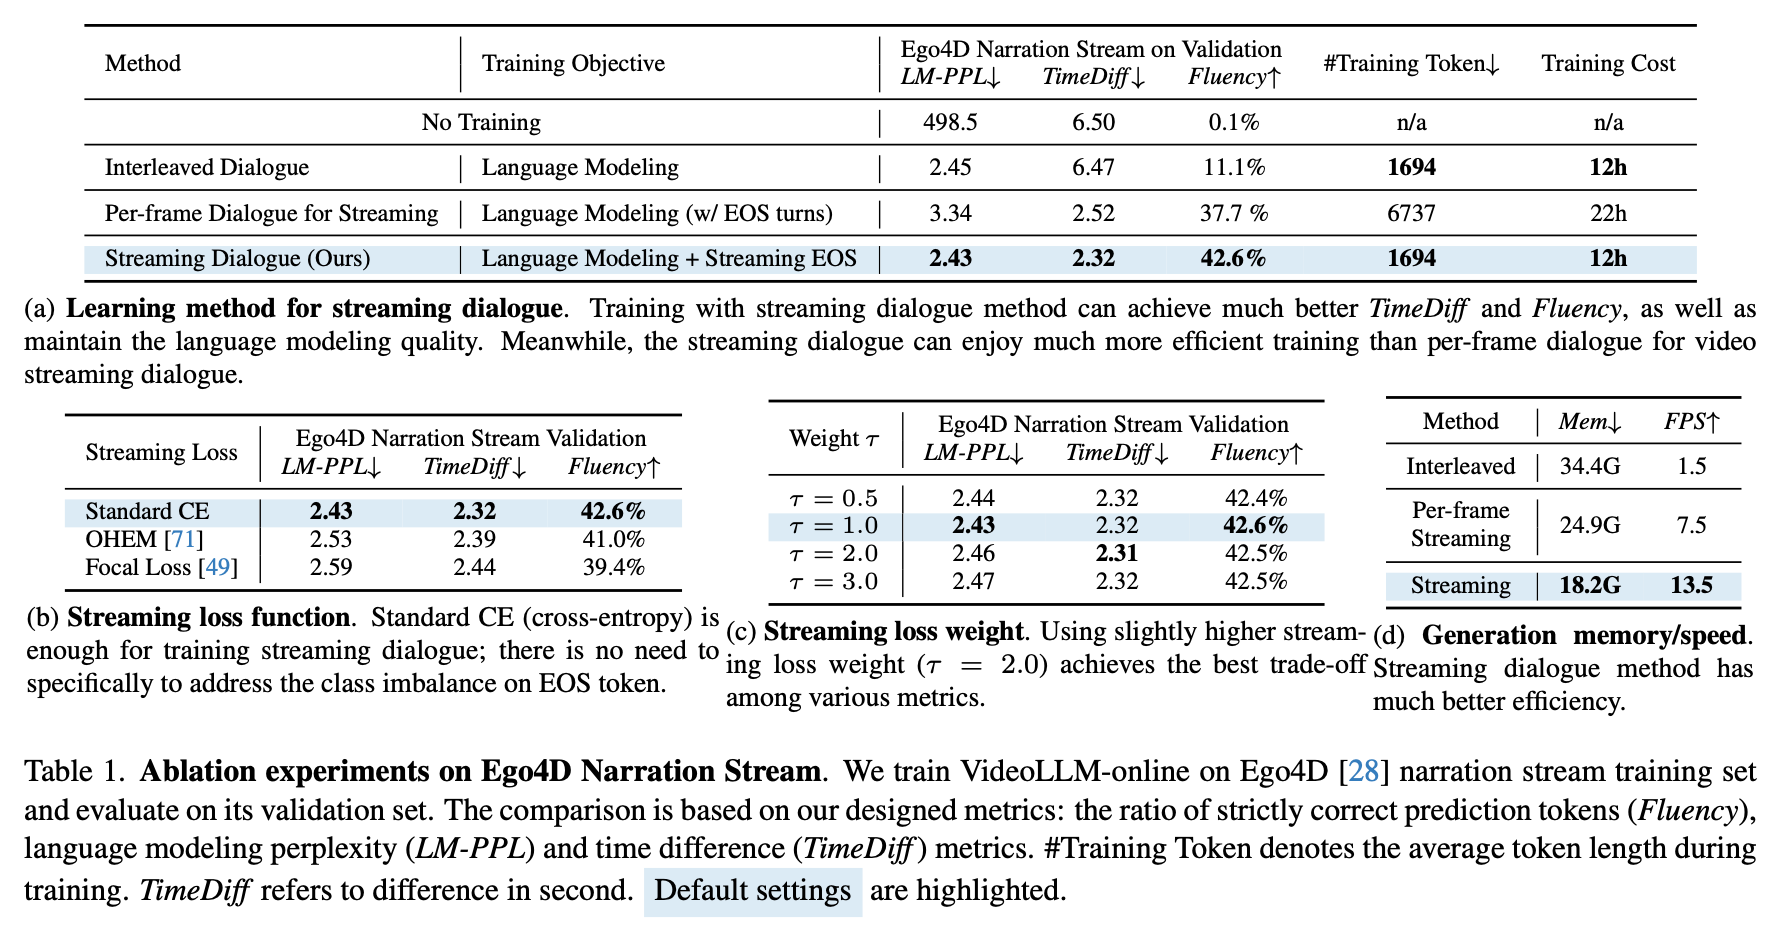 Method Training Objective Ego4D Narration Stream on Validation #Training Token↓ Training Cost
LM-PPL↓ TimeDiff↓ Fluency↑
No Training 498.5 6.50 0.1% n/a n/a
Interleaved Dialogue Language Modeling 2.45 6.47 11.1% 1694 12h
Per-frame Dialogue for Streaming Language Modeling (w/ EOS turns) 3.34 2.52 37.7 % 6737 22h
Streaming Dialogue (Ours) Language Modeling + Streaming EOS 2.43 2.32 42.6% 1694 12h
(a) Learning method for streaming dialogue. Training with streaming dialogue method can achieve much better TimeDiff and Fluency, as well as
maintain the language modeling quality. Meanwhile, the streaming dialogue can enjoy much more efficient training than per-frame dialogue for video
streaming dialogue.
Streaming Loss Ego4D Narration Stream Validation
LM-PPL↓ TimeDiff↓ Fluency↑
Standard CE 2.43 2.32 42.6%
OHEM [71] 2.53 2.39 41.0%
Focal Loss [49] 2.59 2.44 39.4%
(b) Streaming loss function. Standard CE (cross-entropy) is
enough for training streaming dialogue; there is no need to
specifically to address the class imbalance on EOS token.
Weight τ Ego4D Narration Stream Validation
LM-PPL↓ TimeDiff↓ Fluency↑
τ = 0.5 2.44 2.32 42.4%
τ = 1.0 2.43 2.32 42.6%
τ = 2.0 2.46 2.31 42.5%
τ = 3.0 2.47 2.32 42.5%
(c) Streaming loss weight. Using slightly higher stream-
ing loss weight (τ = 2.0) achieves the best trade-off
among various metrics.
Method Mem↓ FPS↑
Interleaved 34.4G 1.5
Per-frame
Streaming 24.9G 7.5
Streaming 18.2G 13.5
(d) Generation memory/speed.
Streaming dialogue method has
much better efficiency.
Table 1. Ablation experiments on Ego4D Narration Stream. We train VideoLLM-online on Ego4D [28] narration stream training set
and evaluate on its validation set. The comparison is based on our designed metrics: the ratio of strictly correct prediction tokens (Fluency),
language modeling perplexity (LM-PPL) and time difference (TimeDiff) metrics. #Training Token denotes the average token length during
training. TimeDiff refers to difference in second. Default settings are highlighted.